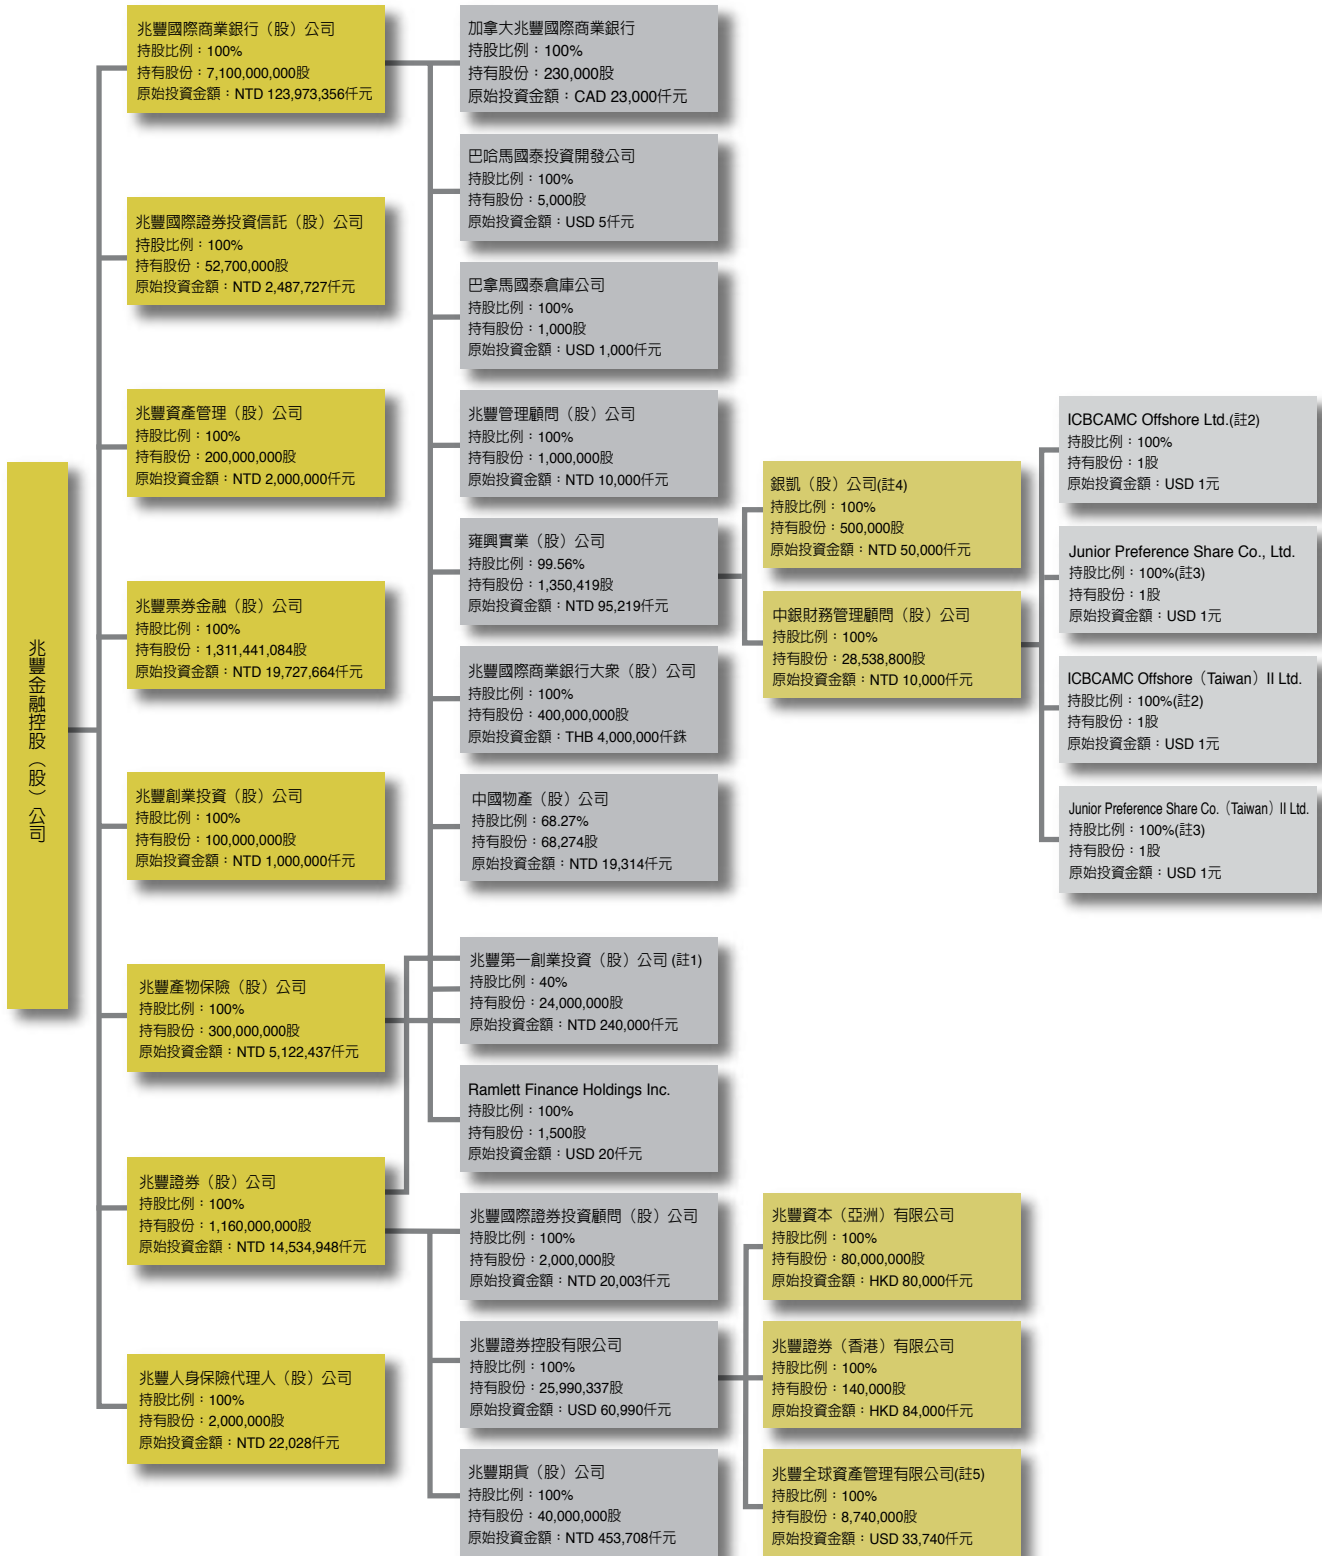 兆豐金融控股（股）公司
兆豐國際商業銀行（股）公司
持股比例：100%
持有股份：7,100,000,000股
原始投資金額：NTD 123,973,356仟元
兆豐國際證券投資信託（股）公司
持股比例：100%
持有股份：52,700,000股
原始投資金額：NTD 2,487,727仟元
兆豐資產管理（股）公司
持股比例：100%
持有股份：200,000,000股
原始投資金額：NTD 2,000,000仟元
兆豐票券金融（股）公司
持股比例：100%
持有股份：1,311,441,084股
原始投資金額：NTD 19,727,664仟元
兆豐創業投資（股）公司
持股比例：100%
持有股份：100,000,000股
原始投資金額：NTD 1,000,000仟元
兆豐產物保險（股）公司
持股比例：100%
持有股份：300,000,000股
原始投資金額：NTD 5,122,437仟元
兆豐證券（股）公司
持股比例：100%
持有股份：1,160,000,000股
原始投資金額：NTD 14,534,948仟元
兆豐人身保險代理人（股）公司
持股比例：100%
持有股份：2,000,000股
原始投資金額：NTD 22,028仟元
加拿大兆豐國際商業銀行
持股比例：100%
持有股份：230,000股
原始投資金額：CAD 23,000仟元
巴哈馬國泰投資開發公司
持股比例：100%
持有股份：5,000股
原始投資金額：USD 5仟元
巴拿馬國泰倉庫公司
持股比例：100%
持有股份：1,000股
原始投資金額：USD 1,000仟元
兆豐管理顧問（股）公司
持股比例：100%
持有股份：1,000,000股
原始投資金額：NTD 10,000仟元
雍興實業（股）公司
持股比例：99.56%
持有股份：1,350,419股
原始投資金額：NTD 95,219仟元
兆豐國際商業銀行大衆（股）公司
持股比例：100%
持有股份：400,000,000股
原始投資金額：THB 4,000,000仟銖
中國物產（股）公司
持股比例：68.27%
持有股份：68,274股
原始投資金額：NTD 19,314仟元
兆豐第一創業投資（股）公司(註1)
持股比例：40%
持有股份：24,000,000股
原始投資金額：NTD 240,000仟元
Ramlett Finance Holdings Inc.
持股比例：100%
持有股份：1,500股
原始投資金額：USD 20仟元
兆豐國際證券投資顧問（股）公司
持股比例：100%
持有股份：2,000,000股
原始投資金額：NTD 20,003仟元
兆豐證券控股有限公司
持股比例：100%
持有股份：25,990,337股
原始投資金額：USD 60,990仟元
兆豐期貨（股）公司
持股比例：100%
持有股份：40,000,000股
原始投資金額：NTD 453,708仟元
銀凱（股）公司(註4)
持股比例：100%
持有股份：500,000股
原始投資金額：NTD 50,000仟元
中銀財務管理顧問（股）公司
持股比例：100%
持有股份：28,538,800股
原始投資金額：NTD 10,000仟元
兆豐資本（亞洲）有限公司
持股比例：100%
持有股份：80,000,000股
原始投資金額：HKD 80,000仟元
兆豐證券（香港）有限公司
持股比例：100%
持有股份：140,000股
原始投資金額：HKD 84,000仟元
兆豐全球資產管理有限公司(註5)
持股比例：100%
持有股份：8,740,000股
原始投資金額：USD 33,740仟元
ICBCAMC Offshore Ltd.(註2)
持股比例：100%
持有股份：1股
原始投資金額：USD 1元
Junior Preference Share Co., Ltd.
持股比例：100%(註3)
持有股份：1股
原始投資金額：USD 1元
ICBCAMC Offshore（Taiwan）II Ltd.
持股比例：100%(註2)
持有股份：1股
原始投資金額：USD 1元
Junior Preference Share Co.（Taiwan）II Ltd.
持股比例：100%(註3)
持有股份：1股
原始投資金額：USD 1元